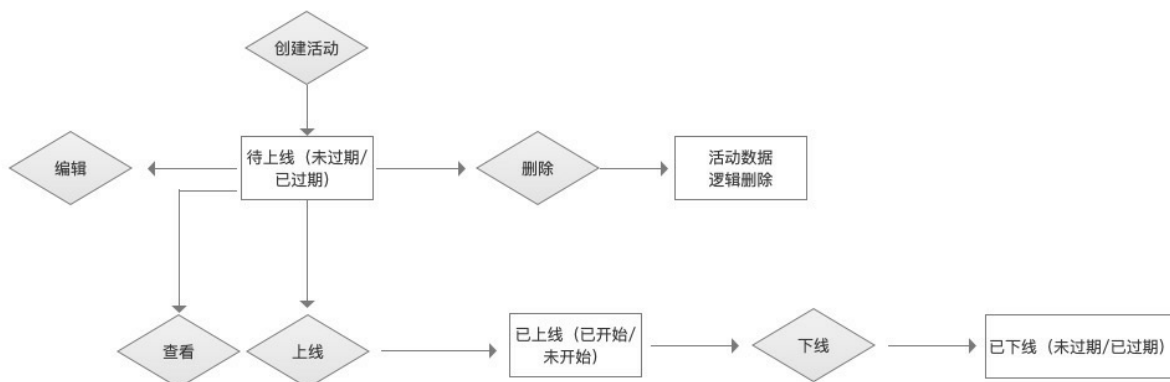 创建活动
编辑
待上线（未过期/
已过期）
删除
活动数据
逻辑删除
查看
上线
已上线（已开始/
未开始）
下线
已下线（未过期/已过期）